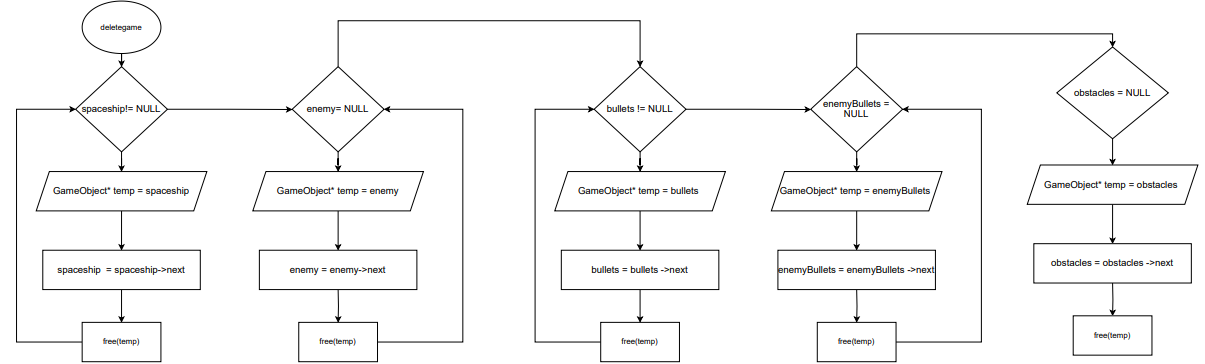 deletegame
spaceship!= NULL
GameObject* temp = spaceship
spaceship = spaceship->next
free(temp)
enemy= NULL
GameObject* temp = enemy
enemy = enemy->next
free(temp)
bullets != NULL
GameObject* temp = bullets
bullets = bullets ->next
free(temp)
enemyBullets =
NULL
GameObject* temp = enemyBullets
enemyBullets = enemyBullets ->next
free(temp)
obstacles = NULL
GameObject* temp = obstacles
obstacles = obstacles ->next
free(temp)